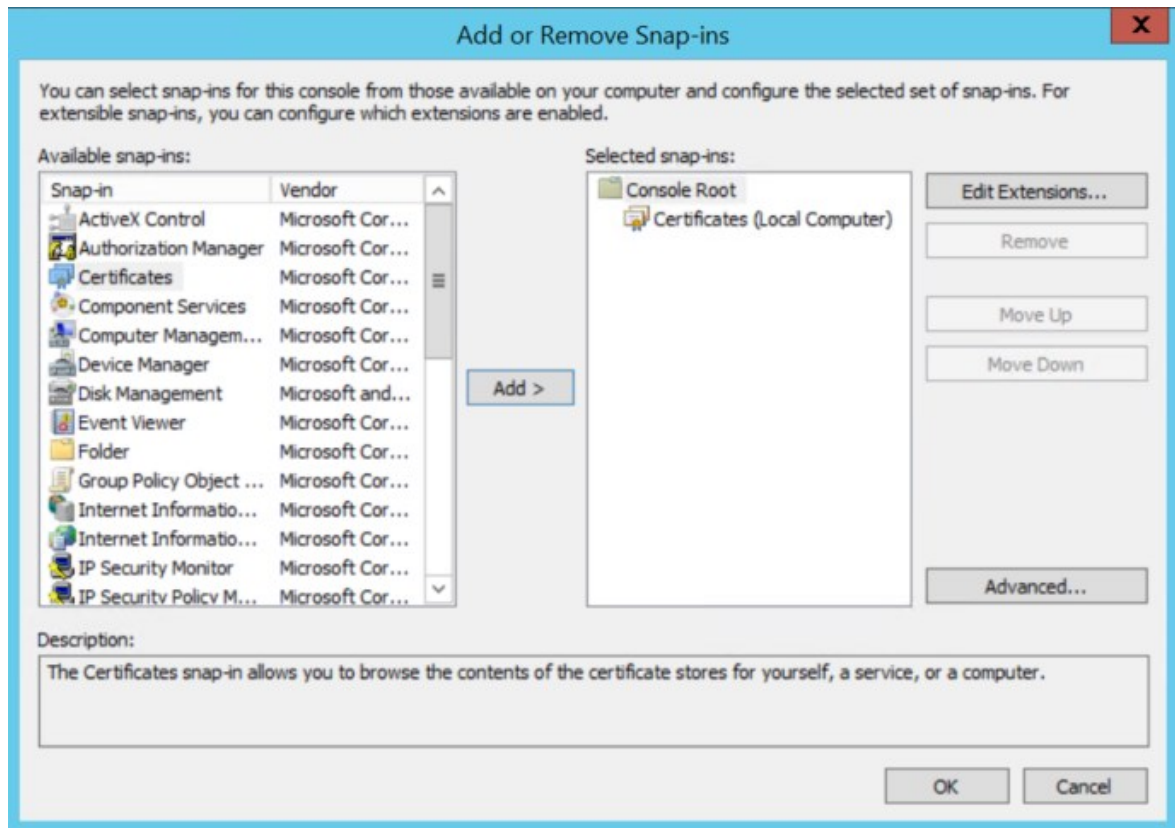 Add or Remove Snap-ins
X
You can select snap-ins for this console from those available on your computer and configure the selected set of snap-ins. For
extensible snap-ins, you can configure which extensions are enabled.
Available snap-ins:
Snap-in Vendor
ActiveX Control Microsoft Cor...
Authorization Manager Microsoft Cor...
Certificates Microsoft Cor...
Component Services Microsoft Cor...
Computer Managem... Microsoft Cor...
Device Manager Microsoft Cor...
Disk Management Microsoft and...
Event Viewer Microsoft Cor...
Folder Microsoft Cor...
Group Policy Object ... Microsoft Cor...
Internet Informatio... Microsoft Cor...
Internet Informatio... Microsoft Cor...
IP Security Monitor Microsoft Cor...
IP Security Policy M... Microsoft Cor...
Add >
Selected snap-ins:
Console Root
Certificates (Local Computer)
Edit Extensions...
Remove
Move Up
Move Down
Advanced...
Description:
The Certificates snap-in allows you to browse the contents of the certificate stores for yourself, a service, or a computer.
OK Cancel